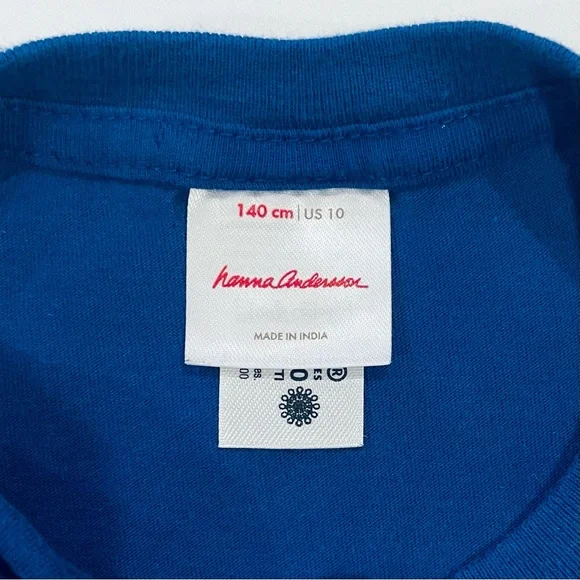 140 cm | US 10
hanna andersson
MADE IN INDIA